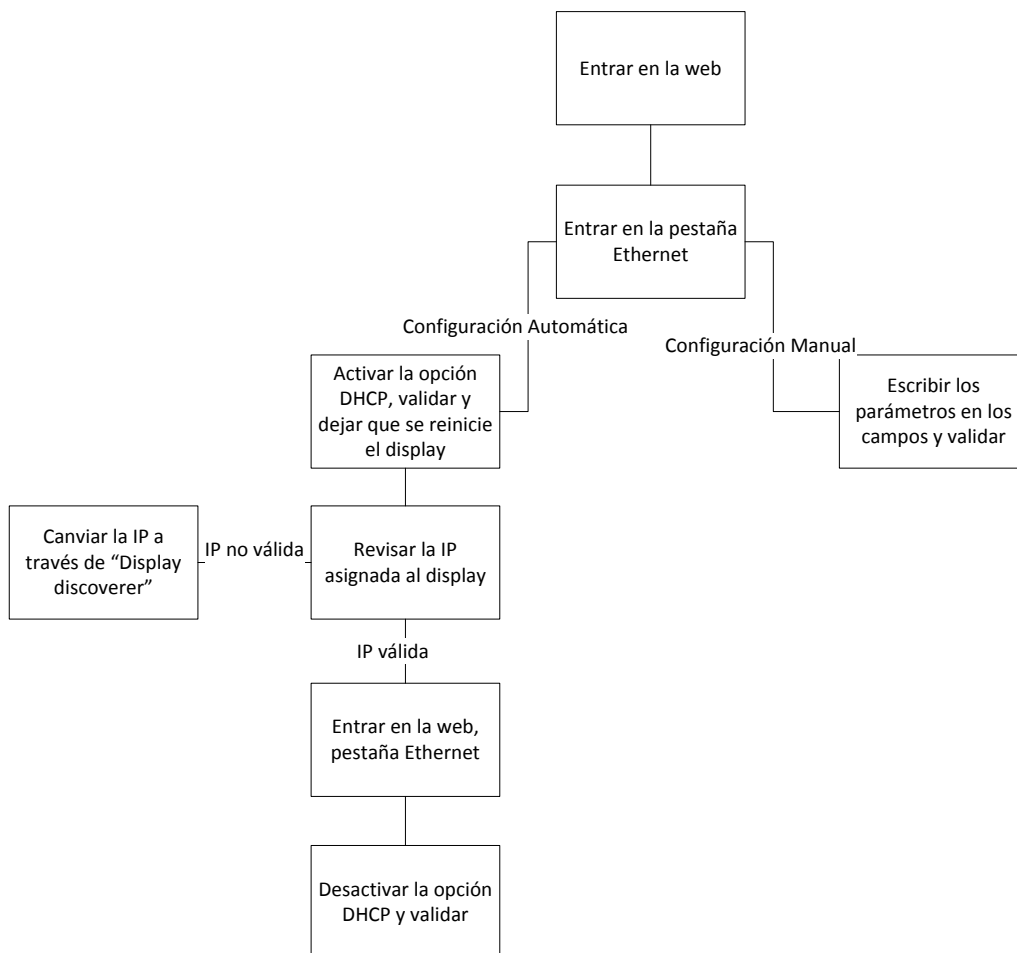 Entrar en la web
Entrar en la pestaña
Ethernet
Configuración Automática
Configuración Manual
Activar la opción
DHCP, validar y
dejar que se reinicie
el display
Escribir los
parámetros en los
campos y validar
Canviar la IP a
través de “Display
discoverer”
IP no válida
Revisar la IP
asignada al display
IP válida
Entrar en la web,
pestaña Ethernet
Desactivar la opción
DHCP y validar